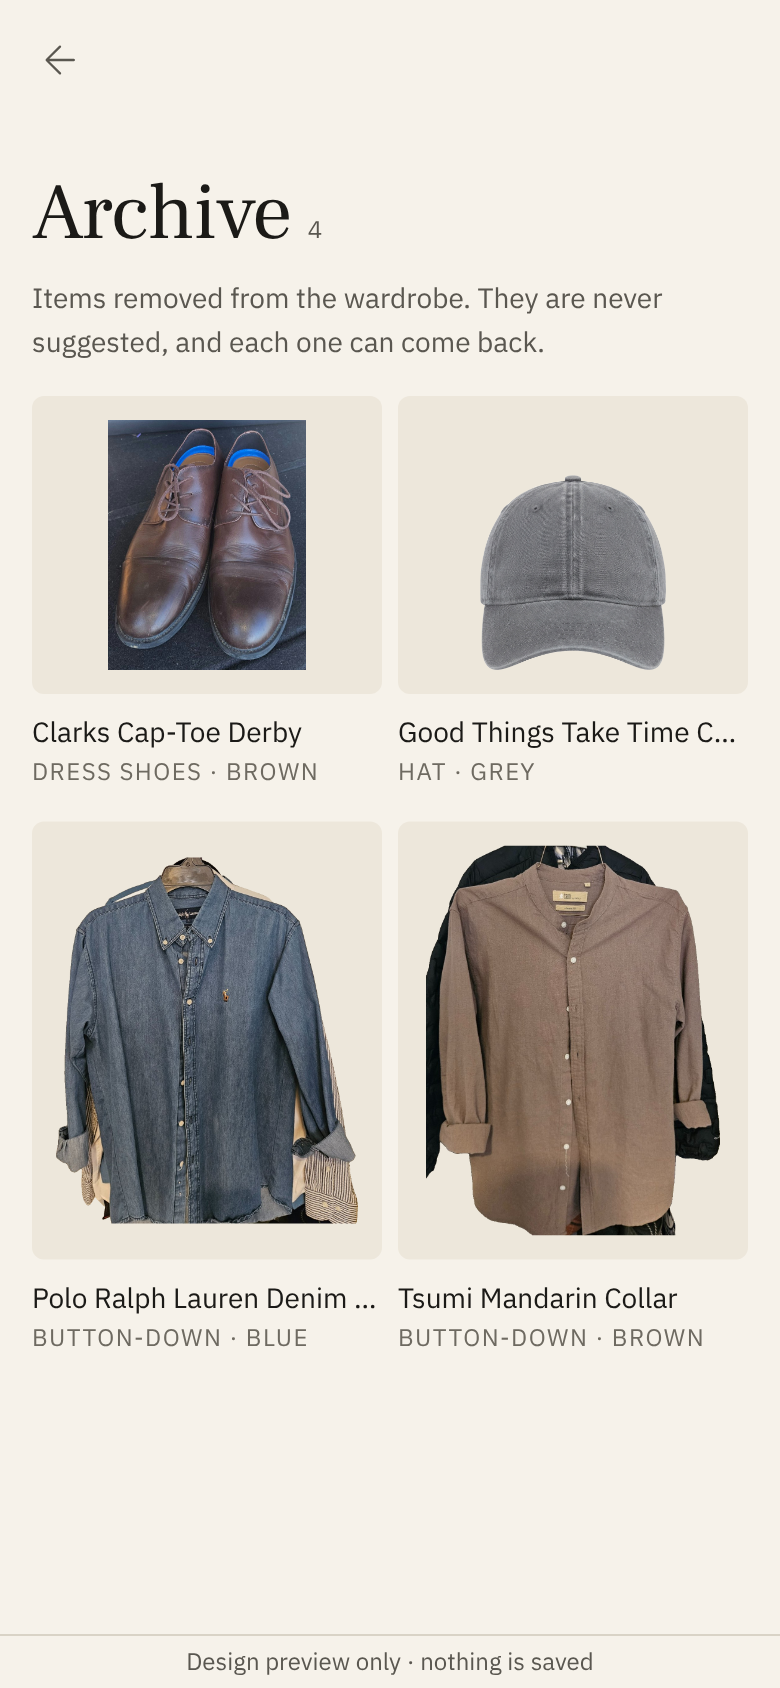 Archive 4
Items removed from the wardrobe. They are never
suggested, and each one can come back.
Clarks Cap-Toe Derby
DRESS SHOES · BROWN
Good Things Take Time C...
HAT · GREY
Polo Ralph Lauren Denim ...
BUTTON-DOWN · BLUE
Tsumi Mandarin Collar
BUTTON-DOWN · BROWN
Design preview only · nothing is saved